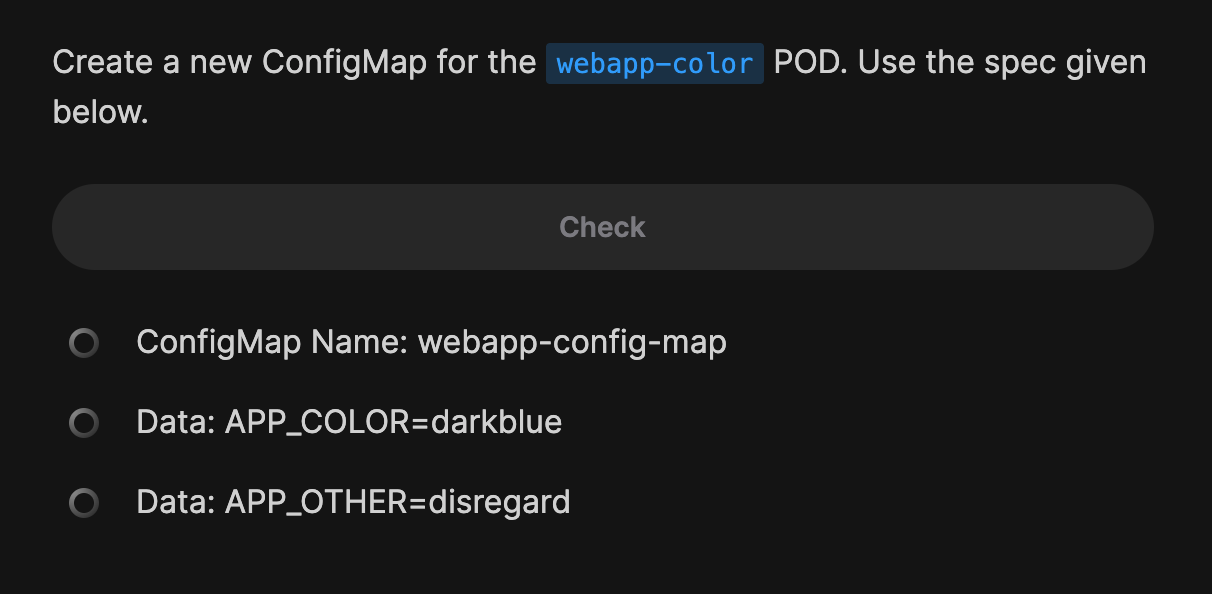 Create a new ConfigMap for the webapp-color POD. Use the spec given
below.
Check
ConfigMap Name: webapp-config-map
Data: APP_COLOR=darkblue
Data: APP_OTHER=disregard